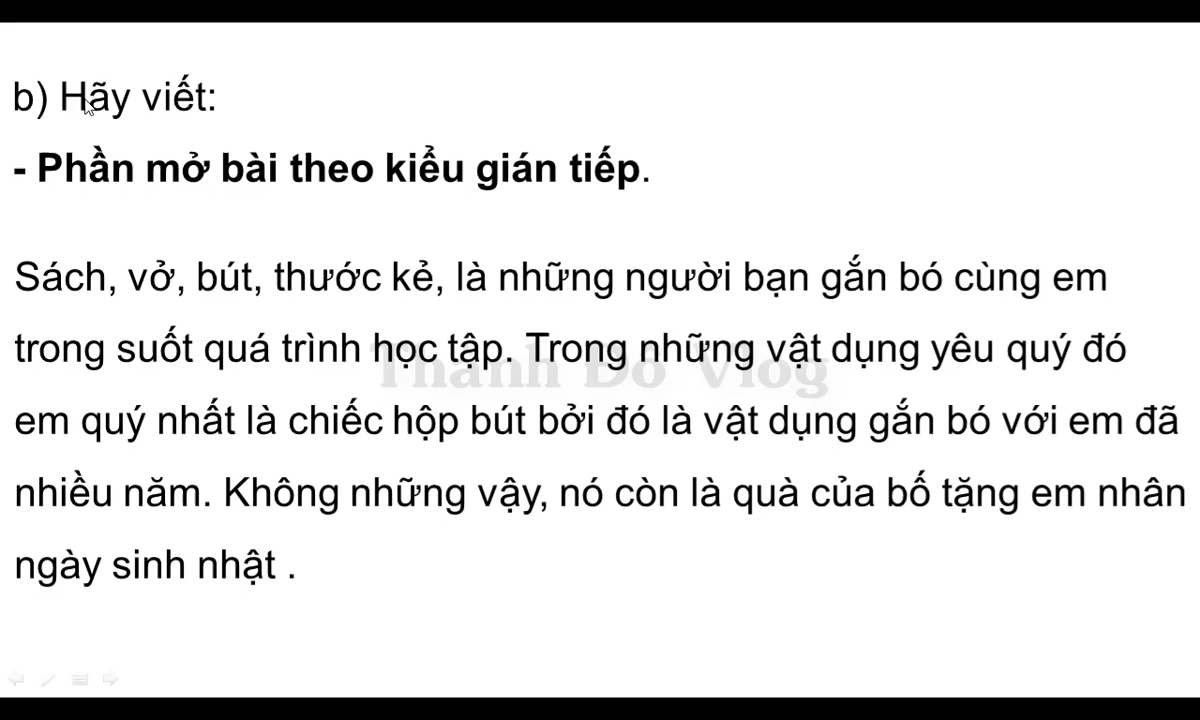 b) Hãy viết:
- Phần mở bài theo kiểu gián tiếp.
Sách, vở, bút, thước kẻ, là những người bạn gắn bó cùng em
trong suốt quá trình học tập. Trong những vật dụng yêu quý đó
Thanh Đô Vlog
em quý nhất là chiếc hộp bút bởi đó là vật dụng gắn bó với em đã
nhiều năm. Không những vậy, nó còn là quà của bố tặng em nhân
ngày sinh nhật .